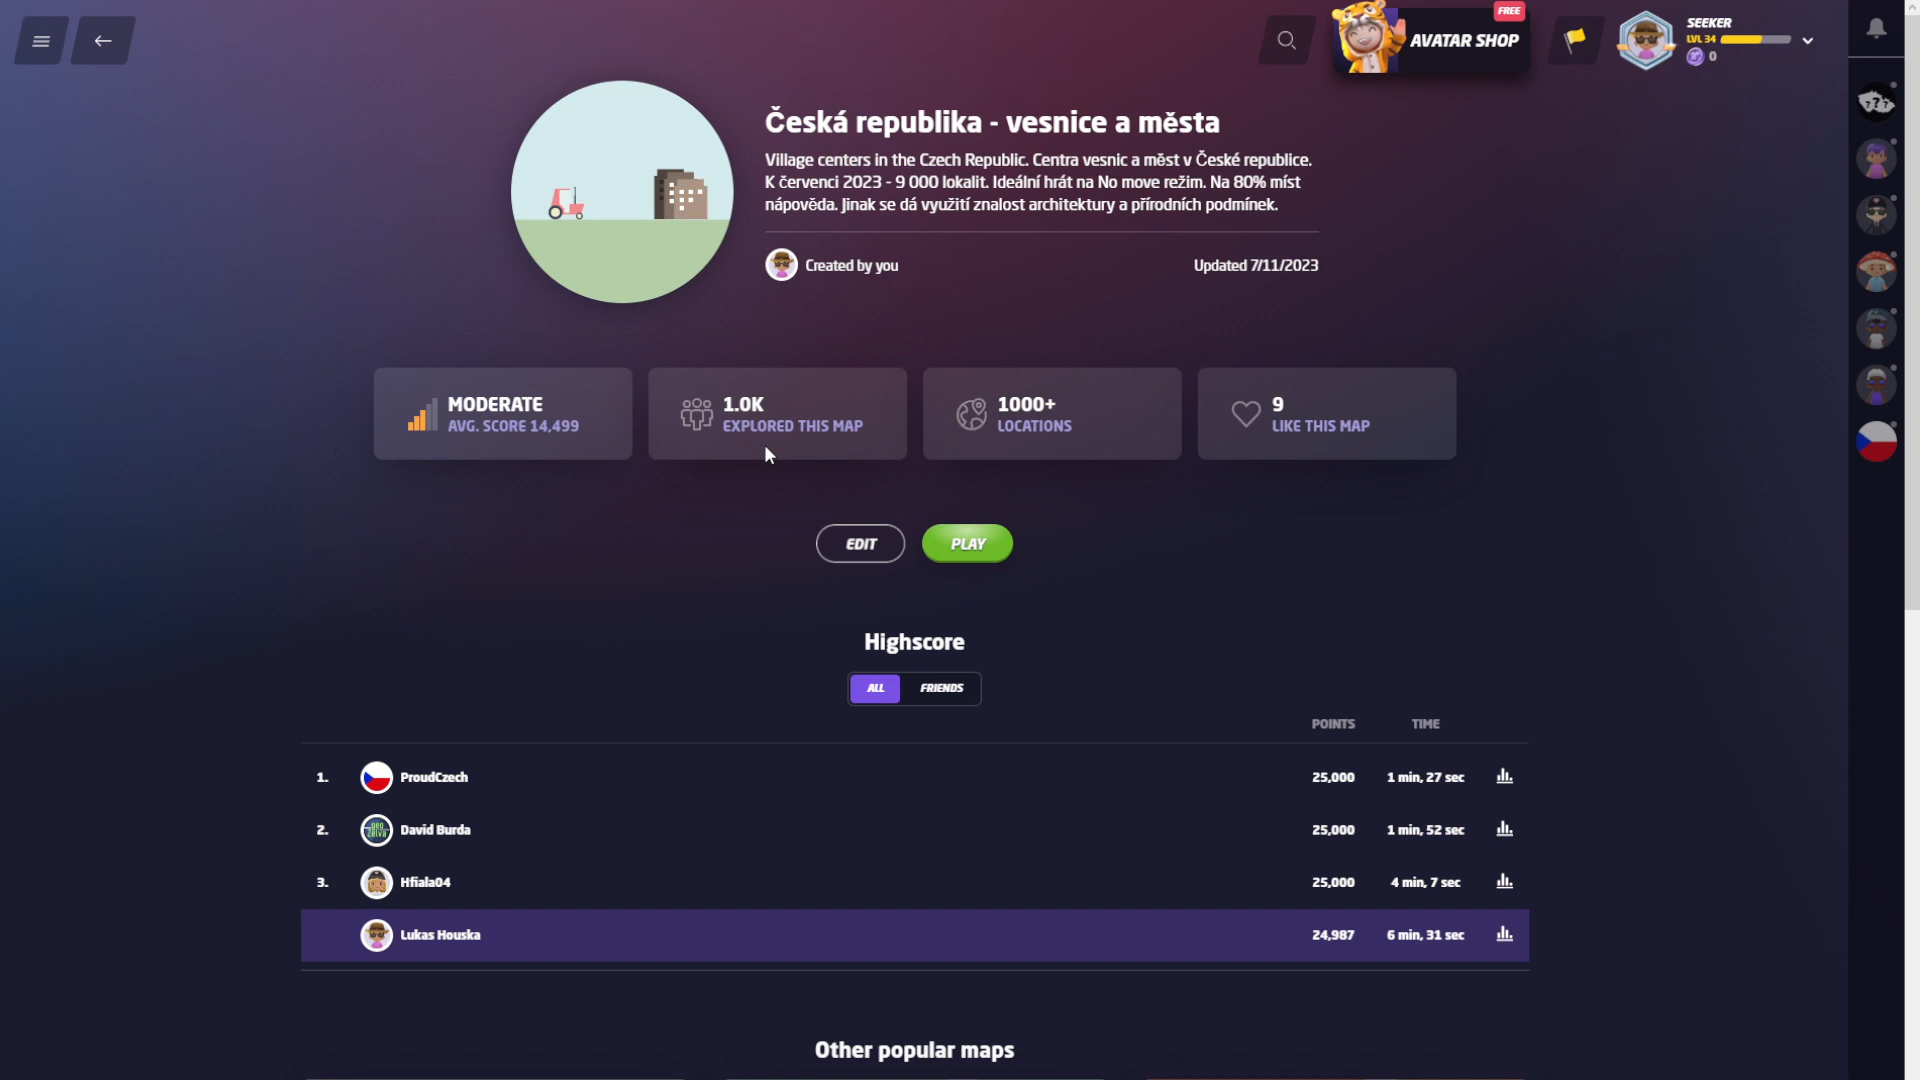 FREE
AVATAR SHOP
SEEKER
LVL 34
0
Česká republika - vesnice a města
Village centers in the Czech Republic. Centra vesnic a měst v České republice.
K červenci 2023 - 9 000 lokalit. Ideální hrát na No move režim. Na 80% míst
nápověda. Jinak se dá využití znalost architektury a přírodních podmínek.
Created by you
Updated 7/11/2023
MODERATE
AVG. SCORE 14,499
1.0K
EXPLORED THIS MAP
1000+
LOCATIONS
9
LIKE THIS MAP
EDIT
PLAY
Highscore
ALL
FRIENDS
POINTS TIME
1. ProudCzech 25,000 1 min, 27 sec
2. David Burda 25,000 1 min, 52 sec
3. Hfiala04 25,000 4 min, 7 sec
Lukas Houska 24,987 6 min, 31 sec
Other popular maps